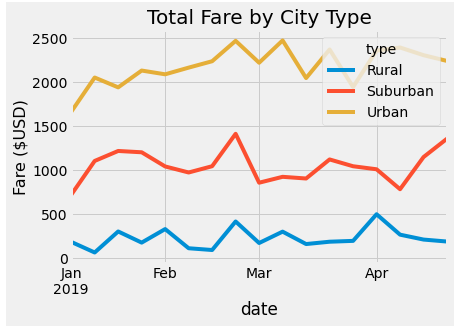 Total Fare by City Type
2500
2000
1500
1000
500
0
Fare ($USD)
type
Rural
Suburban
Urban
Jan Feb Mar Apr
2019
date